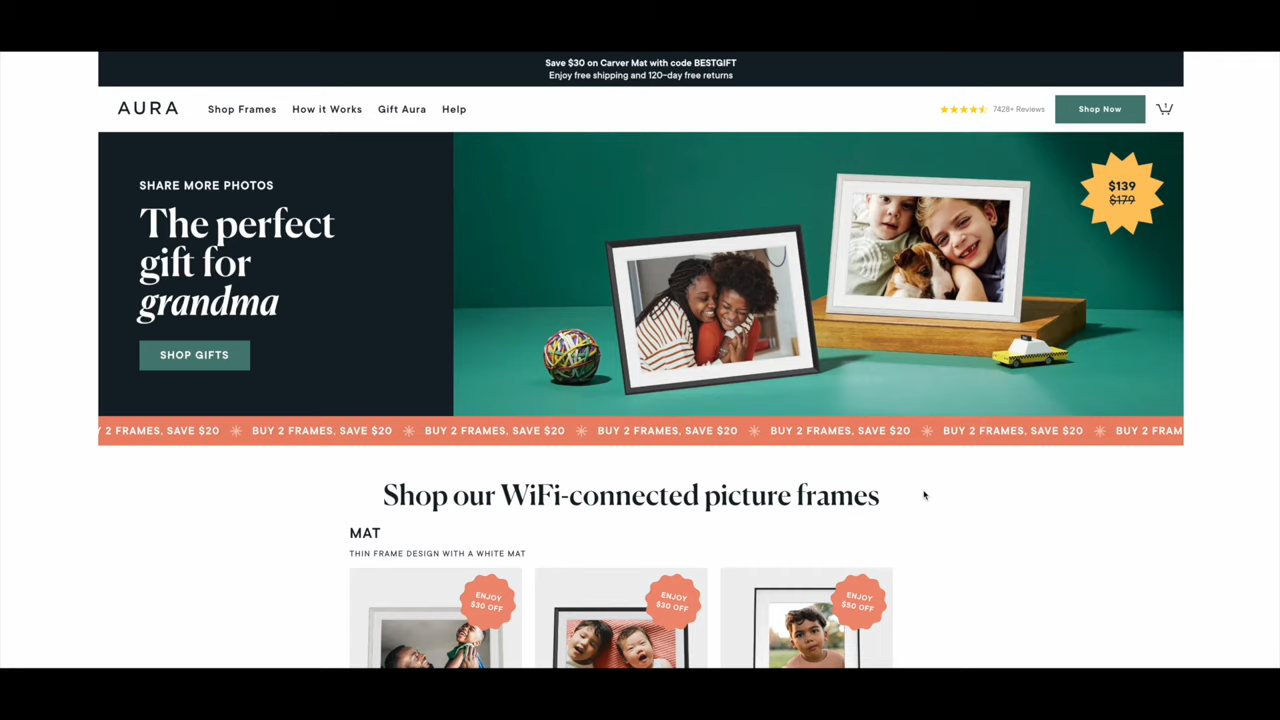 Save $30 on Carver Mat with code BESTGIFT
Enjoy free shipping and 120-day free returns
AURA Shop Frames How it Works Gift Aura Help 7428+ Reviews Shop Now 1
SHARE MORE PHOTOS
The perfect
gift for
grandma
SHOP GIFTS
$139
$179
Y 2 FRAMES, SAVE $20 BUY 2 FRAMES, SAVE $20 BUY 2 FRAMES, SAVE $20 BUY 2 FRAMES, SAVE $20 BUY 2 FRAMES, SAVE $20 BUY 2 FRAMES, SAVE $20 BUY 2 FRAM
Shop our WiFi-connected picture frames
MAT
THIN FRAME DESIGN WITH A WHITE MAT
ENJOY
$30 OFF
ENJOY
$30 OFF
ENJOY
$50 OFF